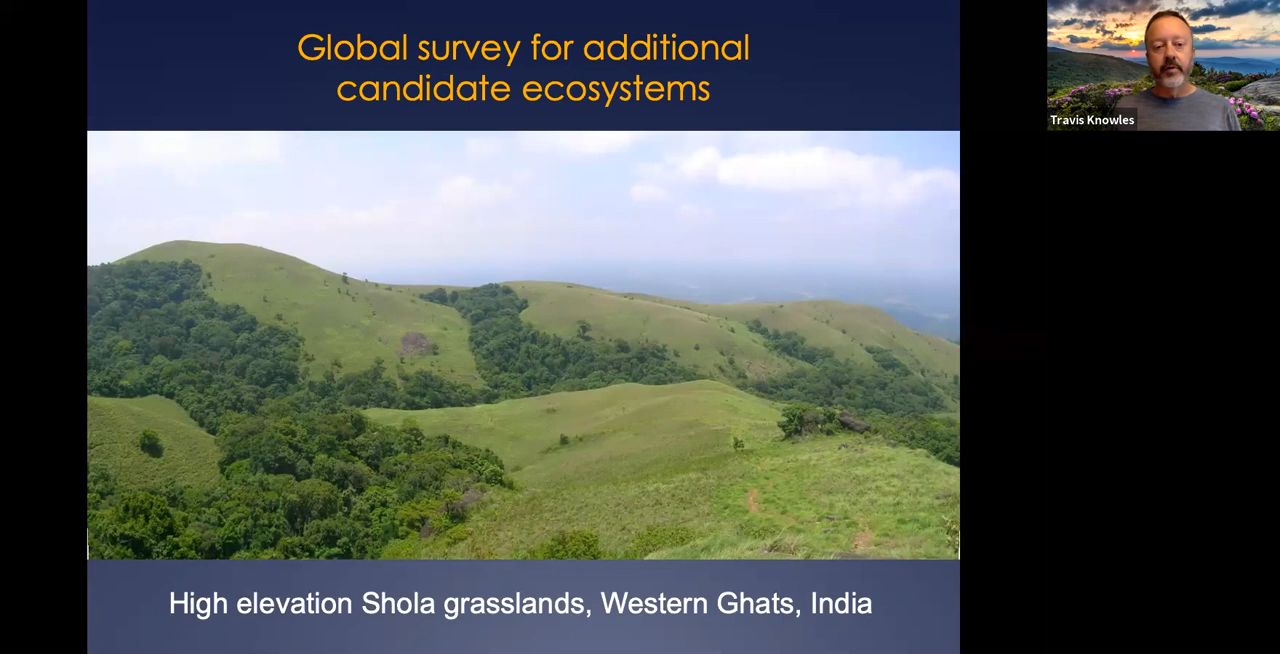 Global survey for additional
candidate ecosystems
Travis Knowles
High elevation Shola grasslands, Western Ghats, India